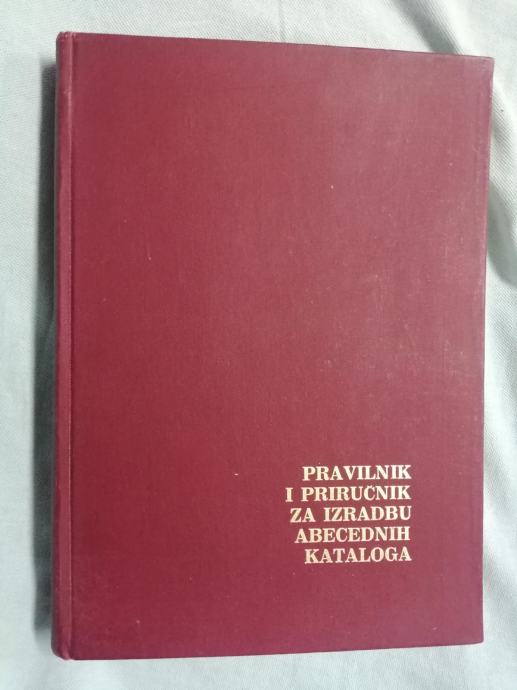 PRAVILNIK
I PRIRUČNIK
ZA IZRADBU
ABECEDNIH
KATALOGA